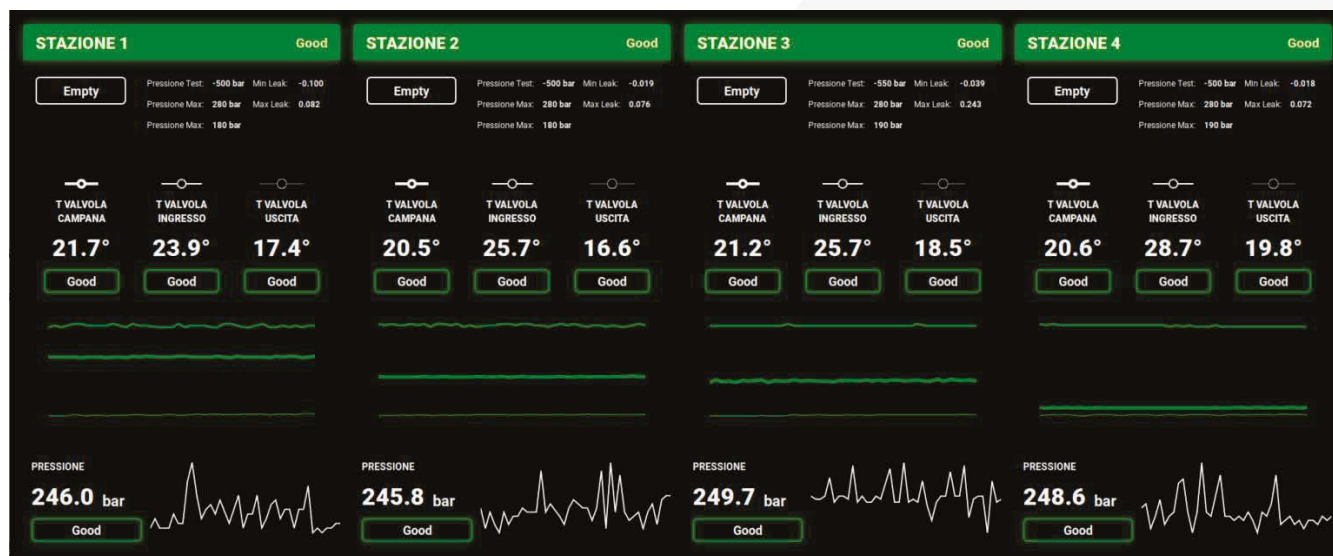 STAZIONE 1 Good
Empty
Pressione Test: -500 bar Min Leak: -0.100
Pressione Max: 280 bar Max Leak: 0.082
Pressione Max: 180 bar
T VALVOLA CAMPANA
21.7°
Good
T VALVOLA INGRESSO
23.9°
Good
T VALVOLA USCITA
17.4°
Good
PRESSIONE
246.0 bar
Good
STAZIONE 2 Good
Empty
Pressione Test: -500 bar Min Leak: -0.019
Pressione Max: 280 bar Max Leak: 0.076
Pressione Max: 180 bar
T VALVOLA CAMPANA
20.5°
Good
T VALVOLA INGRESSO
25.7°
Good
T VALVOLA USCITA
16.6°
Good
PRESSIONE
245.8 bar
Good
STAZIONE 3 Good
Empty
Pressione Test: -550 bar Min Leak: -0.039
Pressione Max: 280 bar Max Leak: 0.243
Pressione Max: 190 bar
T VALVOLA CAMPANA
21.2°
Good
T VALVOLA INGRESSO
25.7°
Good
T VALVOLA USCITA
18.5°
Good
PRESSIONE
249.7 bar
Good
STAZIONE 4 Good
Empty
Pressione Test: -500 bar Min Leak: -0.018
Pressione Max: 280 bar Max Leak: 0.072
Pressione Max: 190 bar
T VALVOLA CAMPANA
20.6°
Good
T VALVOLA INGRESSO
28.7°
Good
T VALVOLA USCITA
19.8°
Good
PRESSIONE
248.6 bar
Good